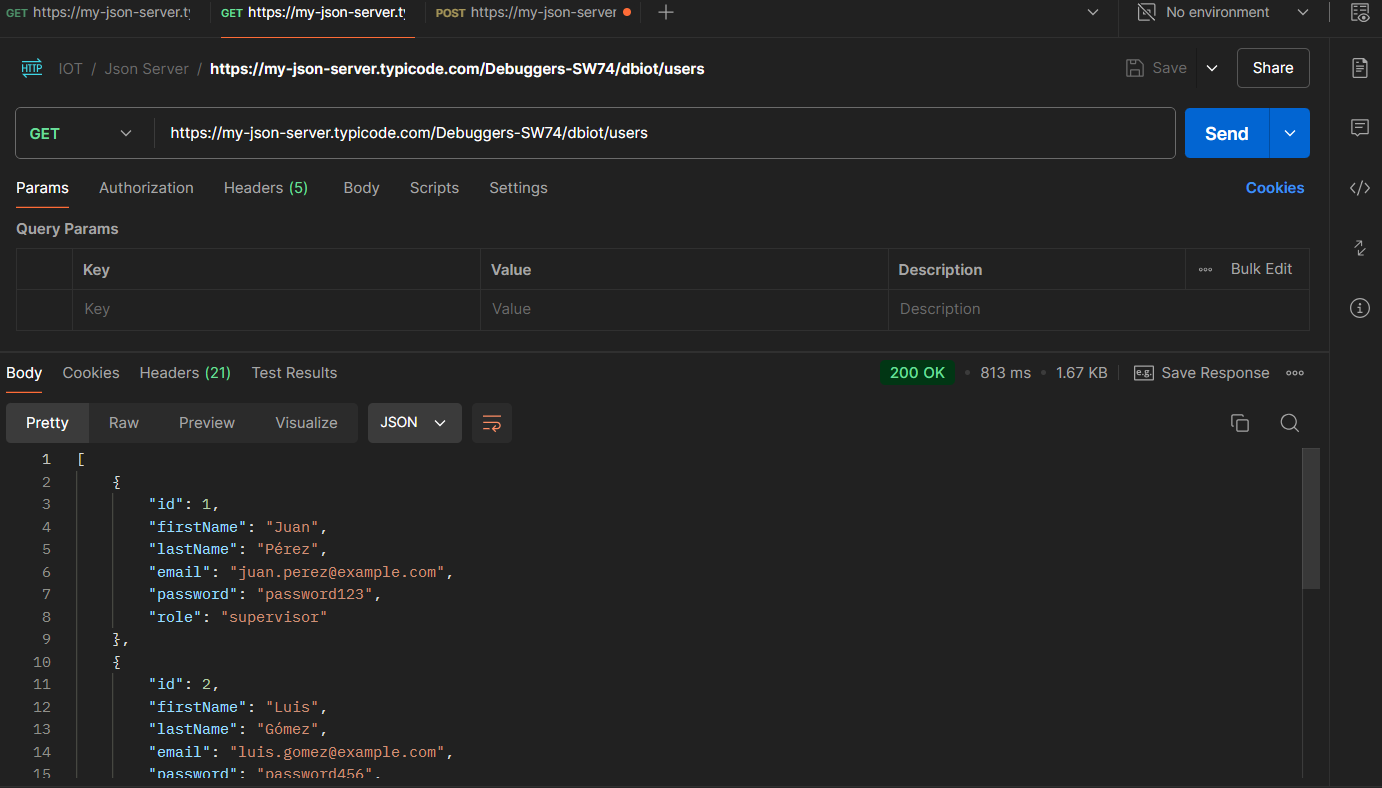 GET https://my-json-server.ty GET https://my-json-server.ty POST https://my-json-server No environment
HTTP IOT / Json Server / https://my-json-server.typicode.com/Debuggers-SW74/dbiot/users Save Share
GET https://my-json-server.typicode.com/Debuggers-SW74/dbiot/users Send
Params Authorization Headers (5) Body Scripts Settings Cookies
Query Params
Key Value Description Bulk Edit
Key Value Description
Body Cookies Headers (21) Test Results 200 OK 813 ms 1.67 KB e.g. Save Response
Pretty Raw Preview Visualize JSON
1 [
2 {
3 "id": 1,
4 "firstName": "Juan",
5 "lastName": "Pérez",
6 "email": "juan.perez@example.com",
7 "password": "password123",
8 "role": "supervisor"
9 },
10 {
11 "id": 2,
12 "firstName": "Luis",
13 "lastName": "Gómez",
14 "email": "luis.gomez@example.com",
15 "password": "password456",